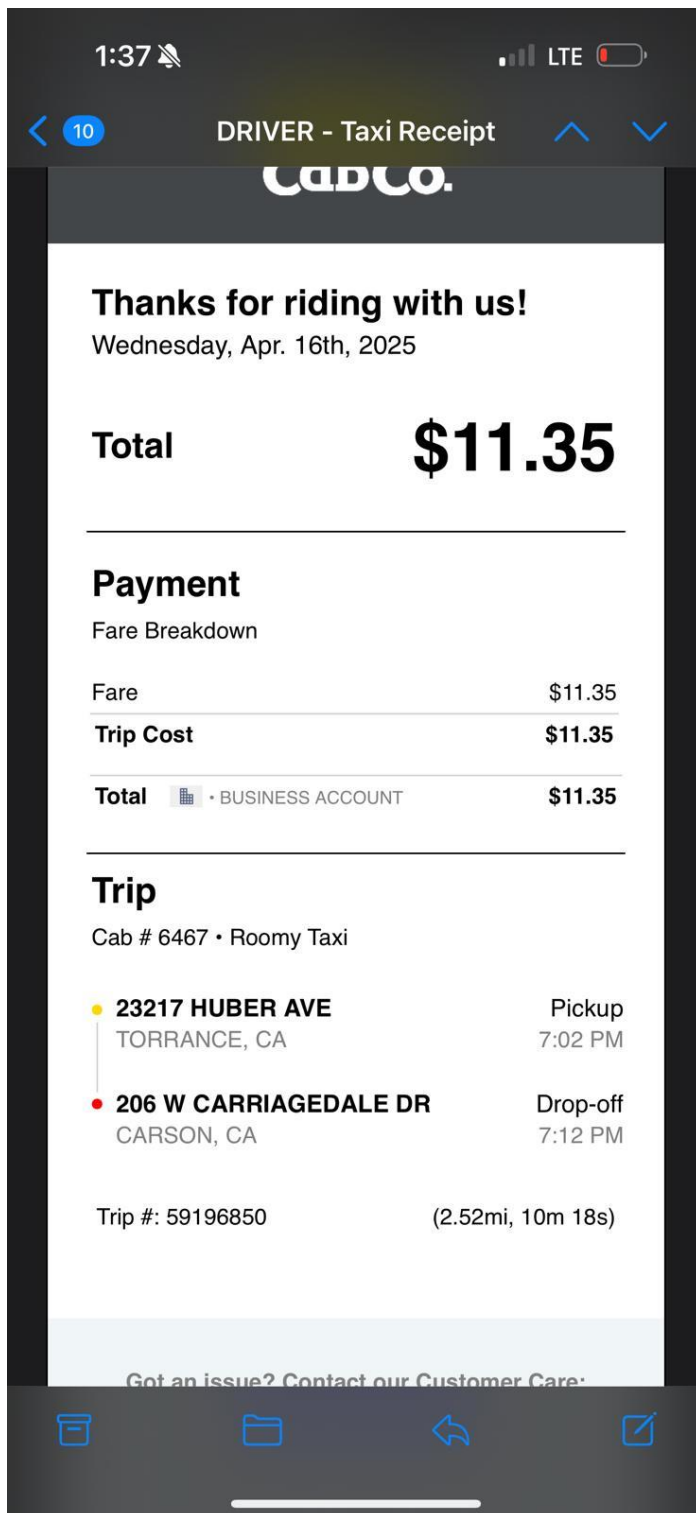 1:37 LTE
10 DRIVER - Taxi Receipt
CabCo.
Thanks for riding with us!
Wednesday, Apr. 16th, 2025
Total $11.35
Payment
Fare Breakdown
Fare $11.35
Trip Cost $11.35
Total • BUSINESS ACCOUNT $11.35
Trip
Cab # 6467 • Roomy Taxi
23217 HUBER AVE Pickup
TORRANCE, CA 7:02 PM
206 W CARRIAGEDALE DR Drop-off
CARSON, CA 7:12 PM
Trip #: 59196850 (2.52mi, 10m 18s)
Got an issue? Contact our Customer Care: